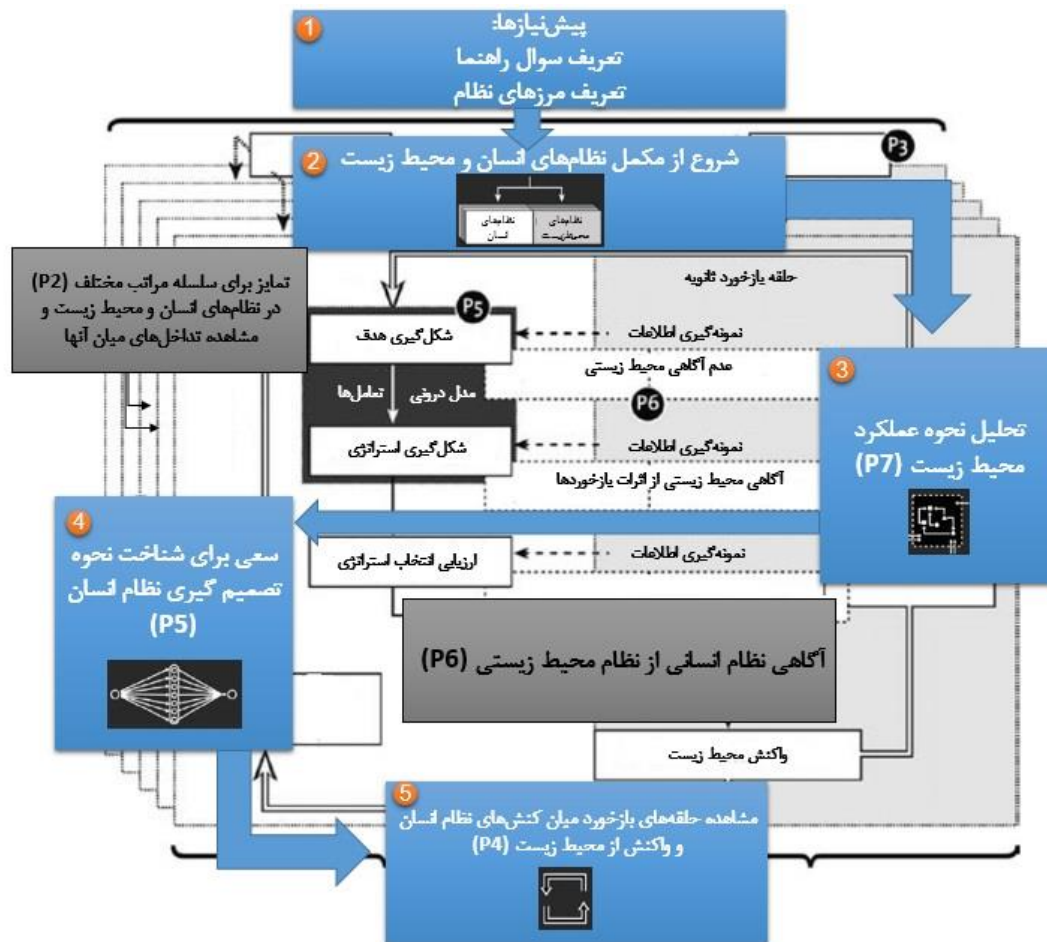 1
پیش‌نیازها:
تعریف سوال راهنما
تعریف مرزهای نظام
P3
2
شروع از مکمل نظام‌های انسان و محیط زیست
نظام‌های محیط‌زیست
نظام‌های انسان
تمایز برای سلسله مراتب مختلف (P2)
در نظام‌های انسان و محیط زیست و
مشاهده تداخل‌های میان آنها
حلقه بازخورد ثانویه
P5
شکل‌گیری هدف
نمونه‌گیری اطلاعات
عدم آگاهی محیط زیستی
مدل درونی
تعامل‌ها
P6
شکل‌گیری استراتژی
نمونه‌گیری اطلاعات
آگاهی محیط زیستی از اثرات بازخوردها
3
تحلیل نحوه عملکرد
محیط زیست (P7)
ارزیابی انتخاب استراتژی
نمونه‌گیری اطلاعات
4
سعی برای شناخت نحوه
تصمیم گیری نظام انسان
(P5)
آگاهی نظام انسانی از نظام محیط زیستی (P6)
واکنش محیط زیست
5
مشاهده حلقه‌های بازخورد میان کنش‌های نظام انسان
و واکنش از محیط زیست (P4)